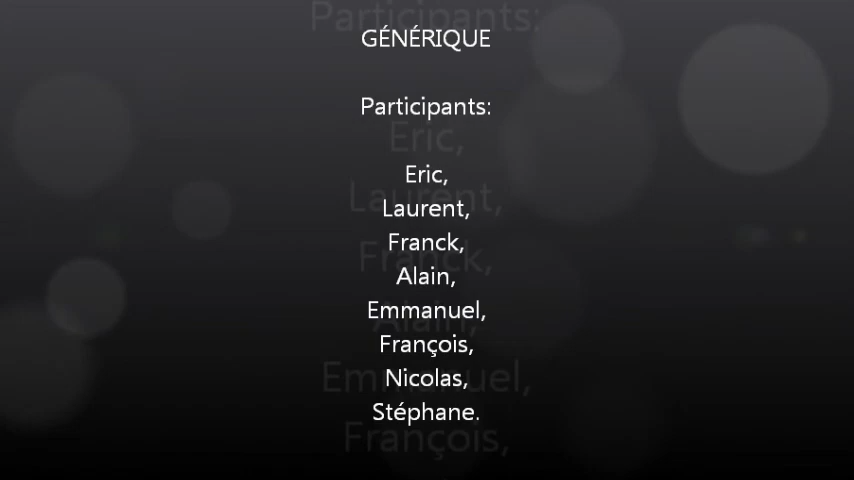 GÉNÉRIQUE
Participants:
Eric,
Laurent,
Franck,
Alain,
Emmanuel,
François,
Nicolas,
Stéphane.